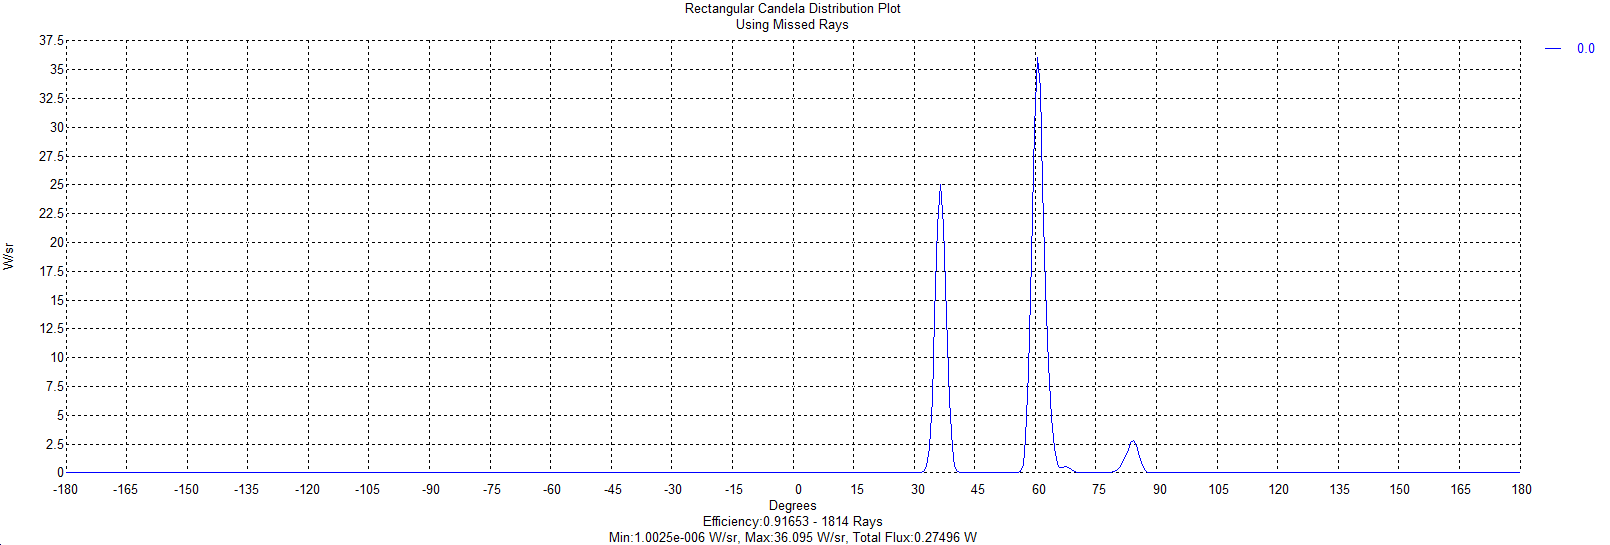 Rectangular Candela Distribution Plot
Using Missed Rays
0.0
37.5
35
32.5
30
27.5
25
22.5
20
17.5
15
12.5
10
7.5
5
2.5
0
W/sr
-180 -165 -150 -135 -120 -105 -90 -75 -60 -45 -30 -15 0 15 30 45 60 75 90 105 120 135 150 165 180
Degrees
Efficiency:0.91653 - 1814 Rays
Min:1.0025e-006 W/sr, Max:36.095 W/sr, Total Flux:0.27496 W